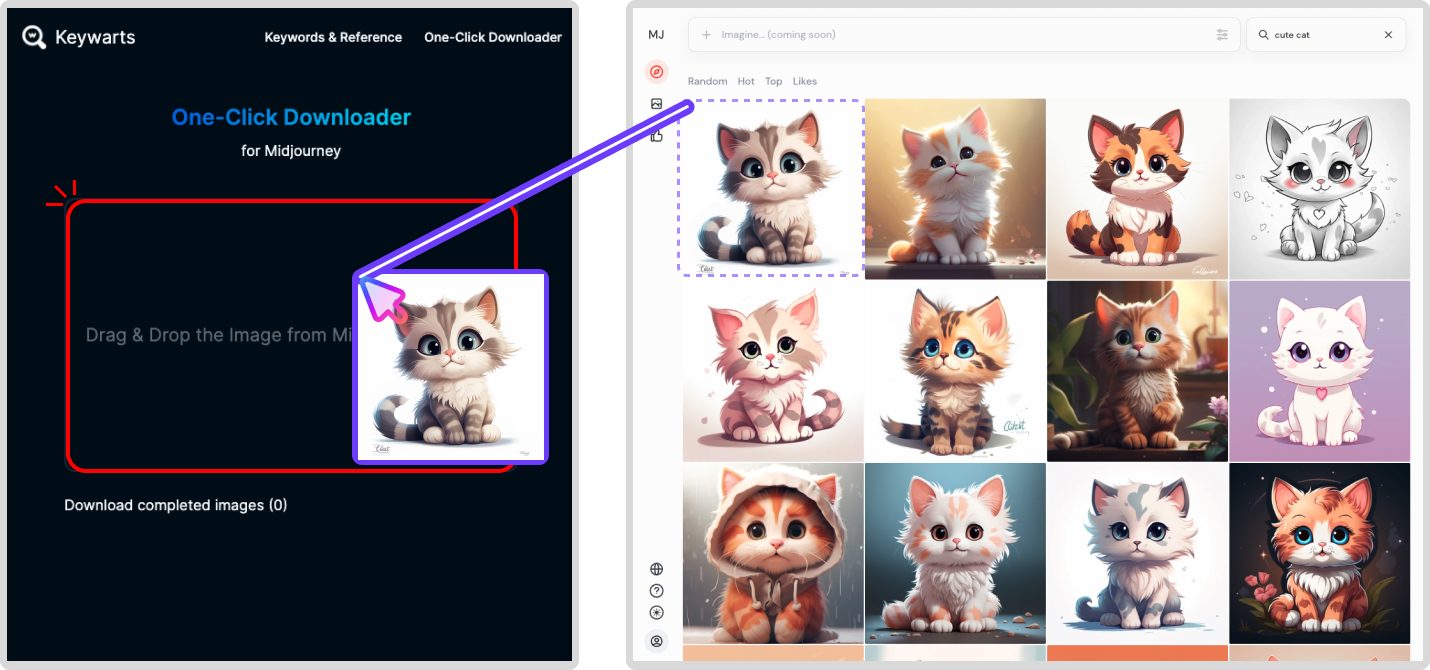 Keywarts
Keywords & Reference
One-Click Downloader
One-Click Downloader
for Midjourney
Drag & Drop the Image from Mi
Download completed images (0)
MJ
Imagine... (coming soon)
cute cat
Random Hot Top Likes